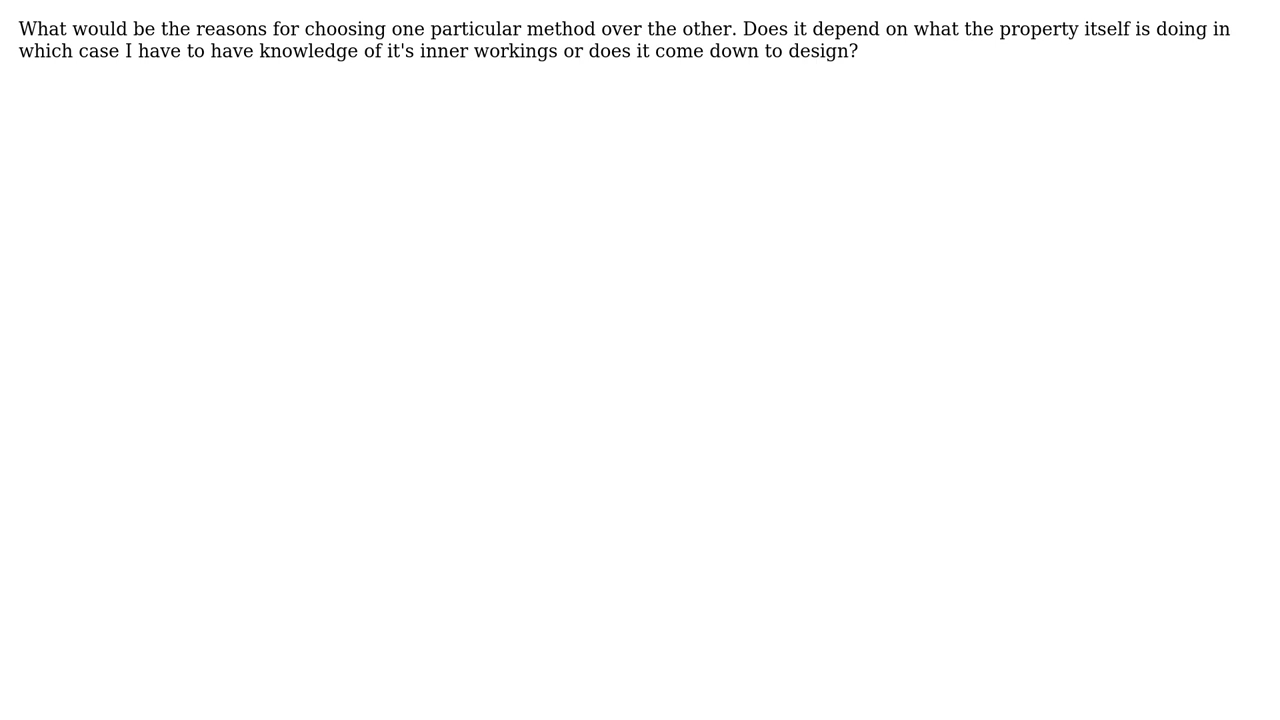 What would be the reasons for choosing one particular method over the other. Does it depend on what the property itself is doing in
which case I have to have knowledge of it's inner workings or does it come down to design?